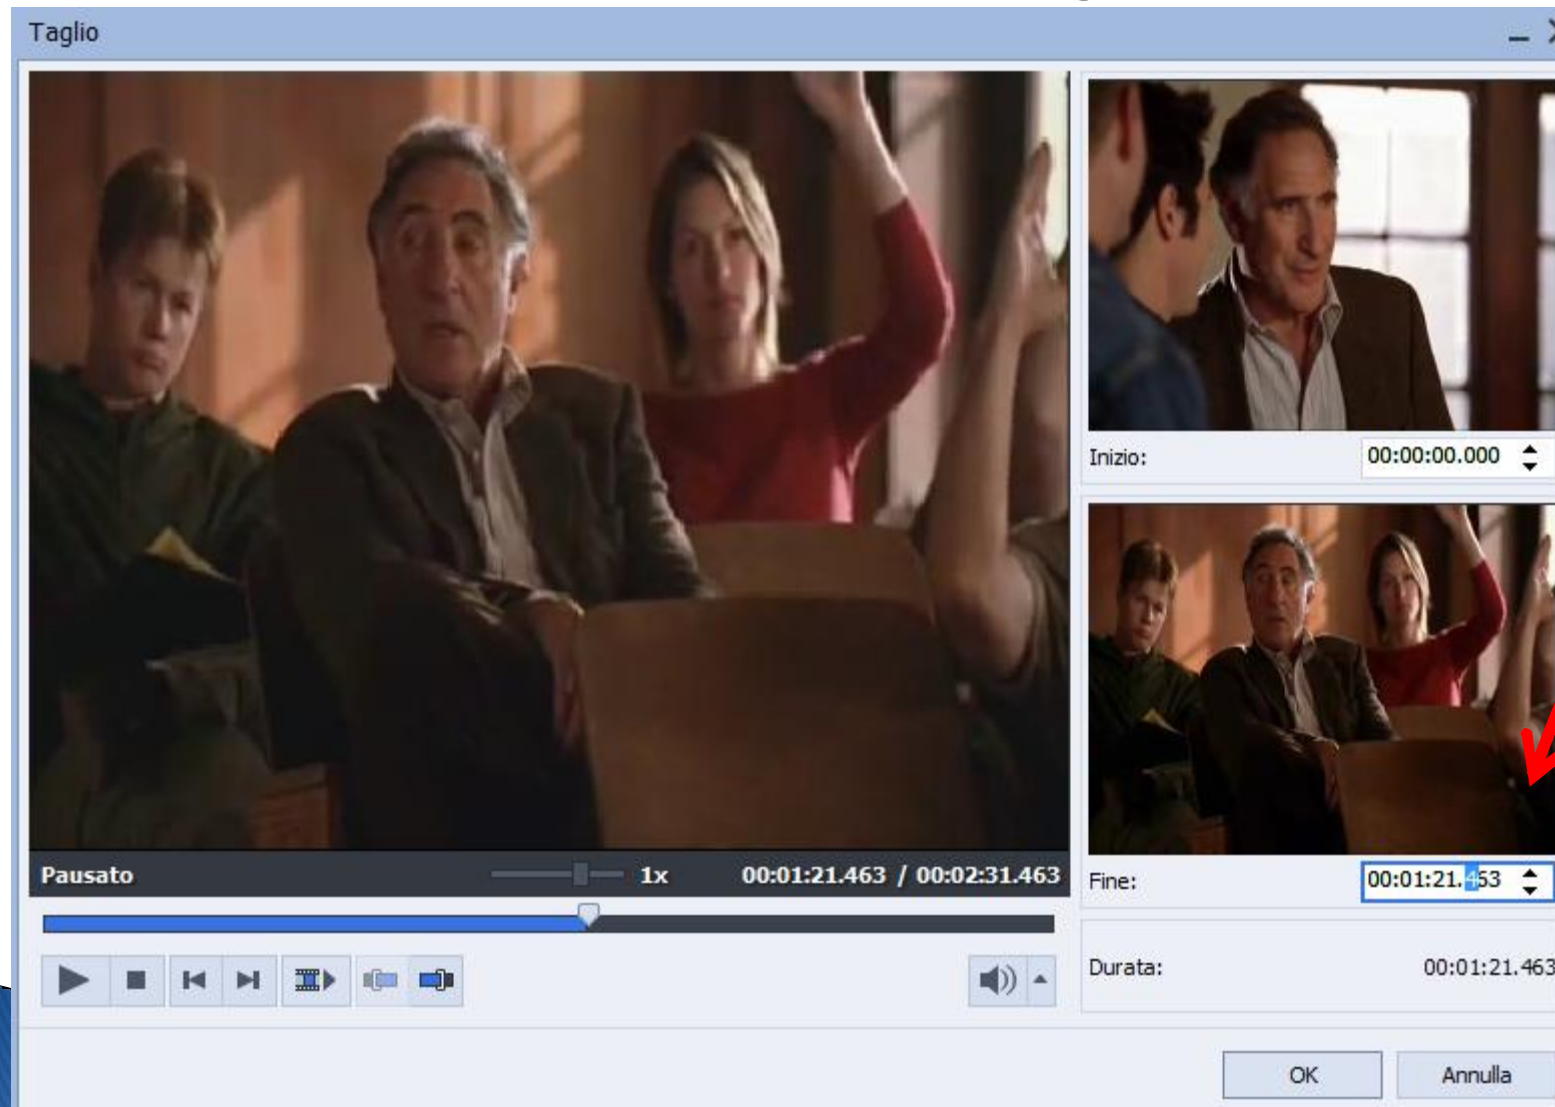 Taglio
Inizio: 00:00:00.000
Pausato 1x 00:01:21.463 / 00:02:31.463
Fine: 00:01:21.463
Durata: 00:01:21.463
OK Annulla